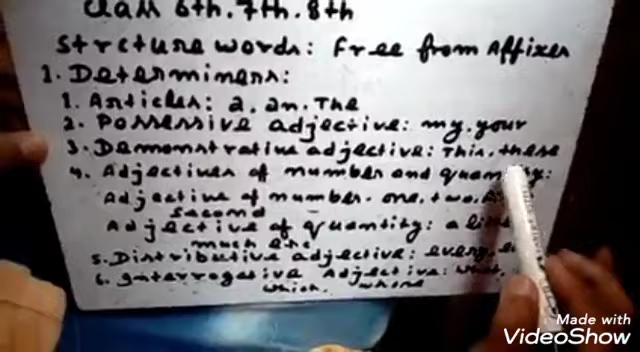 Class 6th. 7th. 8th
Strcture words: Free from Affixes
1. Determiners:
1. Articles: a. an. The
2. Possessive adjective: my. your
3. Demonstrative adjective: This. these
4. Adjectives of number and quantity:
Adjective of number. one. two.
second
Adjective of quantity: a little
much etc
5. Distributive adjective: every.
6. Interrogative Adjective: what.
which. whose
Made with
VideoShow